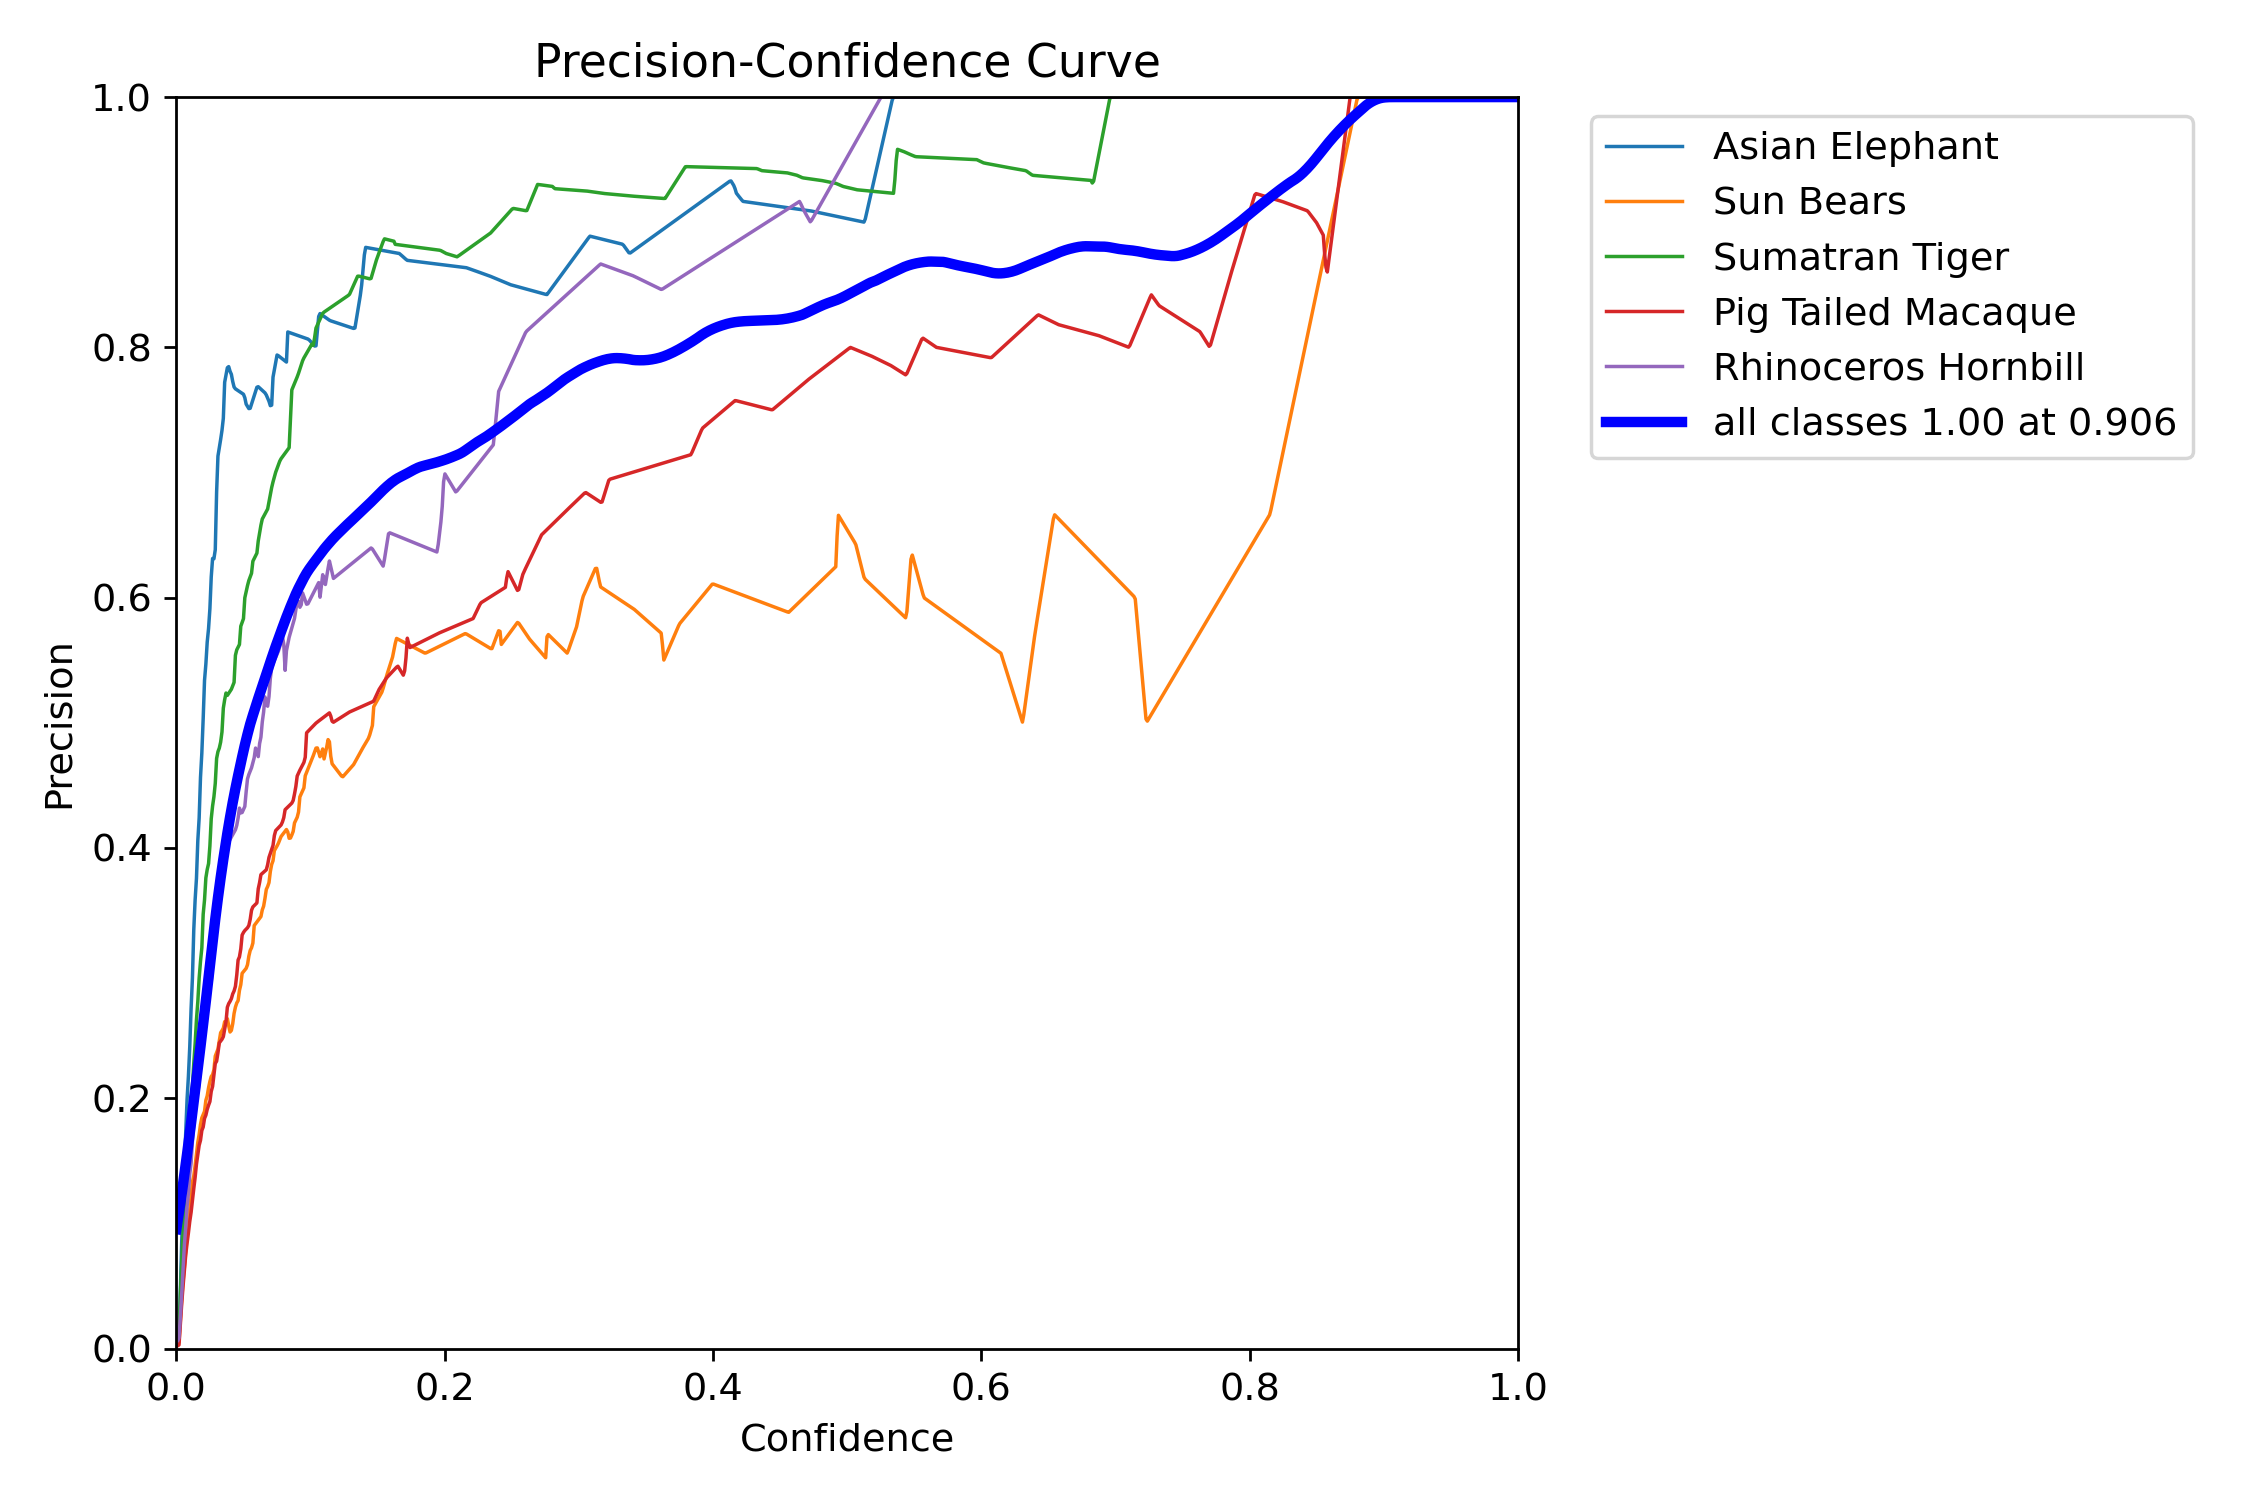 Precision-Confidence Curve
1.0
0.8
0.6
0.4
0.2
0.0
Precision
0.0 0.2 0.4 0.6 0.8 1.0
Confidence
Asian Elephant
Sun Bears
Sumatran Tiger
Pig Tailed Macaque
Rhinoceros Hornbill
all classes 1.00 at 0.906